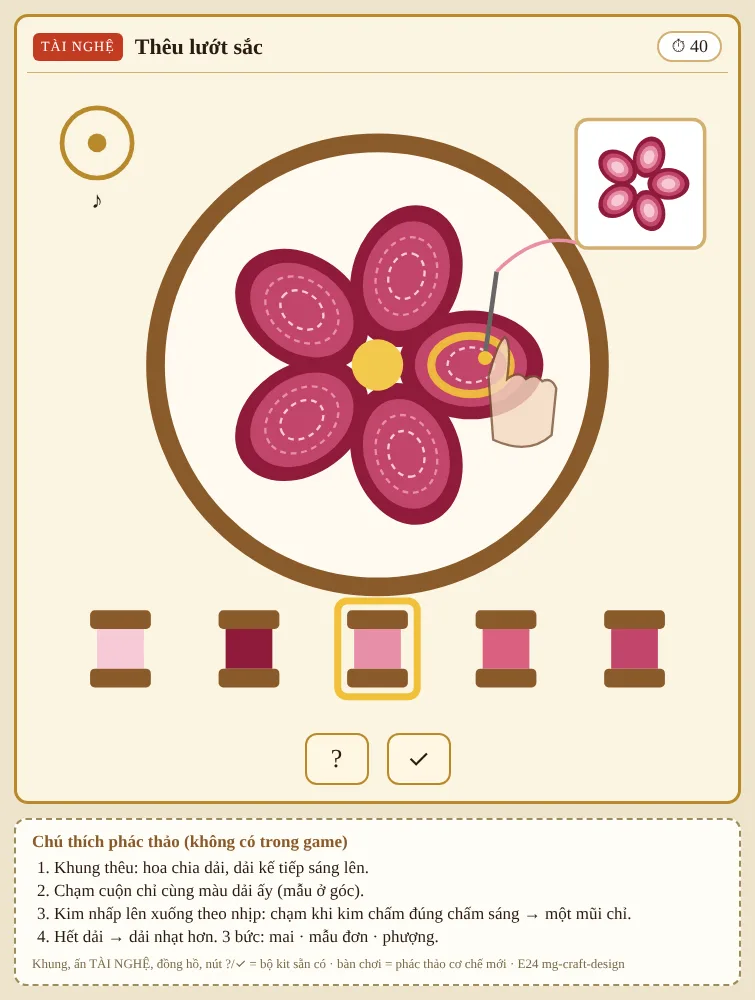 TÀI NGHỆ Thêu lướt sắc ⏱ 40
♪
? ✓
Chú thích phác thảo (không có trong game)
1. Khung thêu: hoa chia dải, dải kế tiếp sáng lên.
2. Chạm cuộn chỉ cùng màu dải ấy (mẫu ở góc).
3. Kim nhấp lên xuống theo nhịp: chạm khi kim chấm đúng chấm sáng → một mũi chỉ.
4. Hết dải → dải nhạt hơn. 3 bức: mai · mẫu đơn · phượng.
Khung, ấn TÀI NGHỆ, đồng hồ, nút ?/✓ = bộ kit sẵn có · bàn chơi = phác thảo cơ chế mới · E24 mg-craft-design